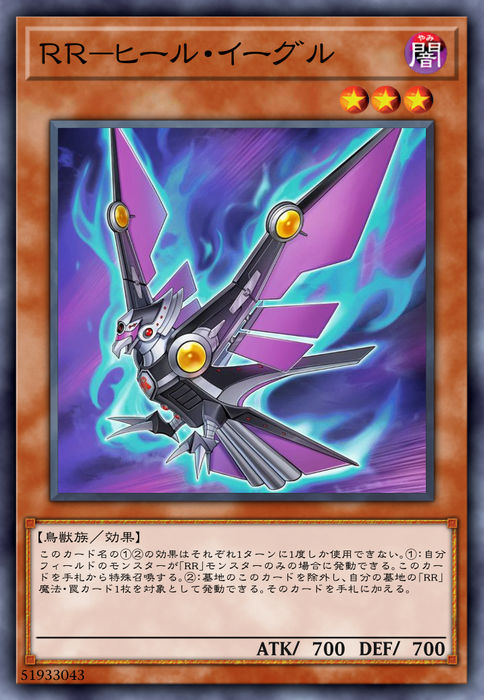 RR－ヒール・イーグル
やみ
闇
【鳥獣族／効果】
このカード名の①②の効果はそれぞれ1ターンに1度しか使用できない。①：自分
フィールドのモンスターが「RR」モンスターのみの場合に発動できる。このカー
ドを手札から特殊召喚する。②：墓地のこのカードを除外し、自分の墓地の「RR」
魔法・罠カード1枚を対象として発動できる。そのカードを手札に加える。
ATK/ 700 DEF/ 700
51933043